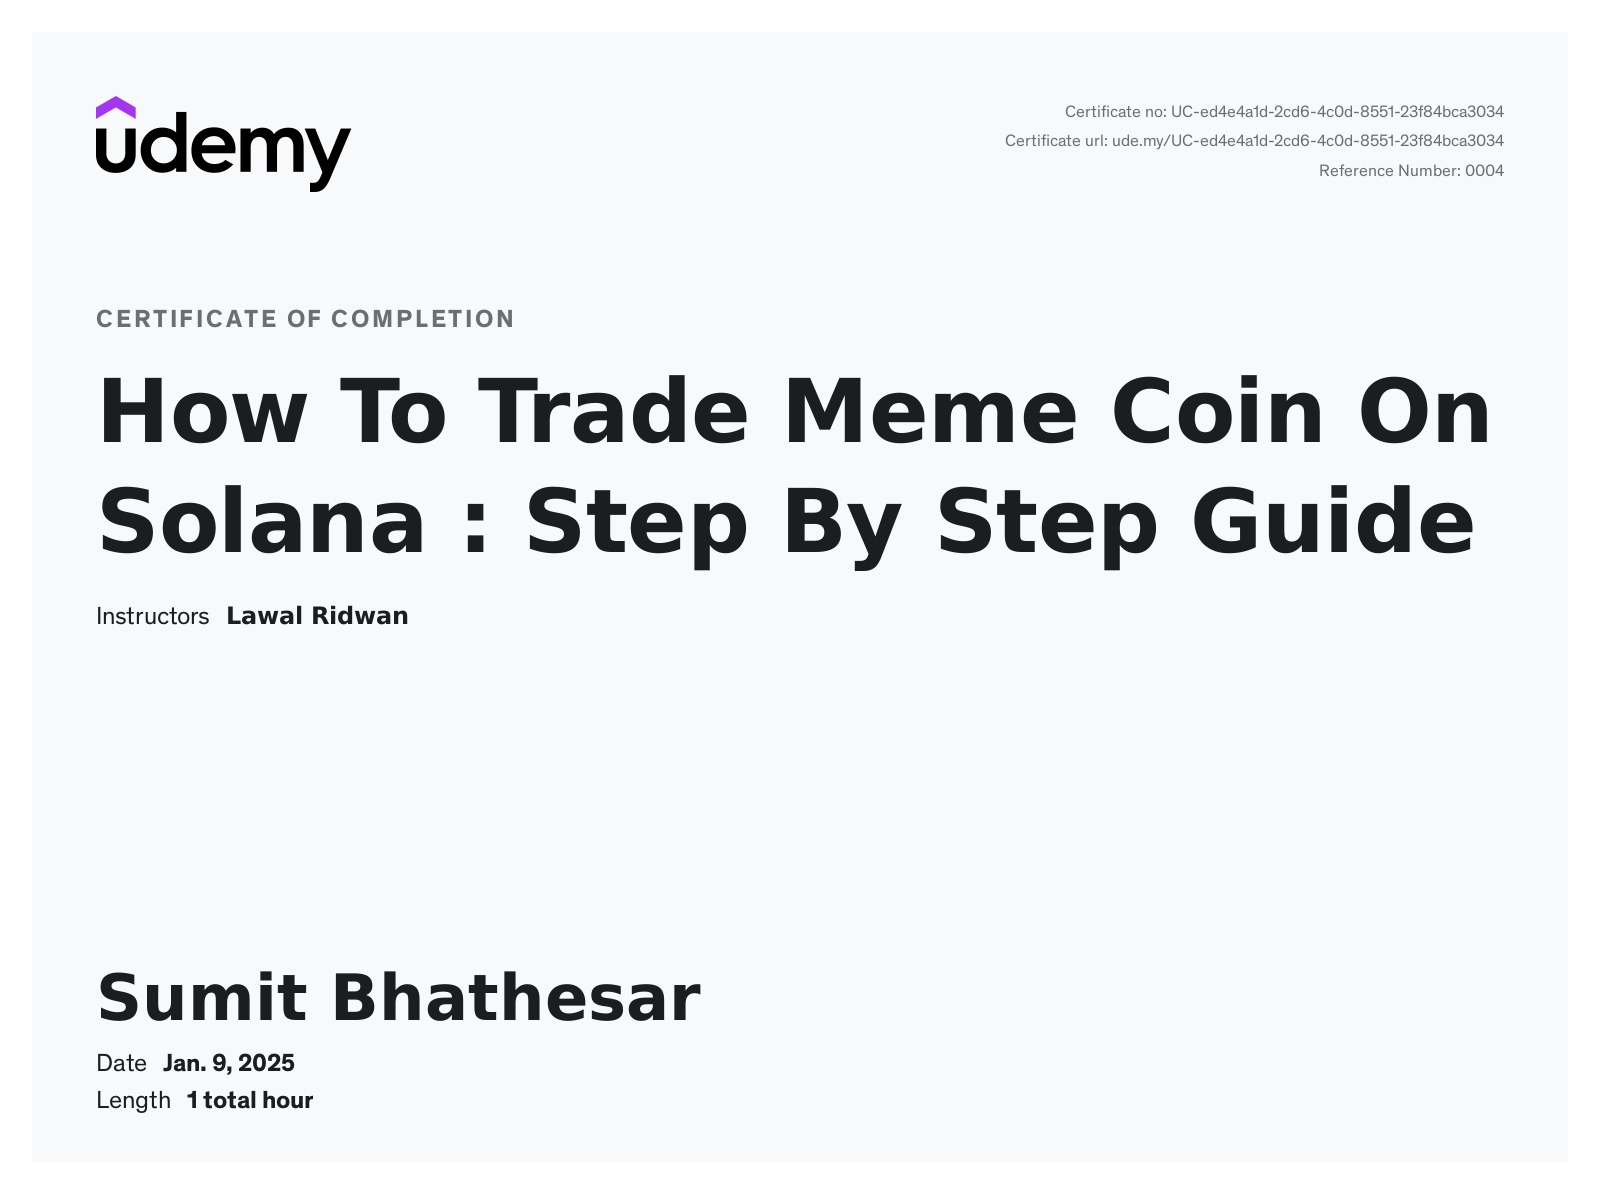 udemy
Certificate no: UC-ed4e4a1d-2cd6-4c0d-8551-23f84bca3034
Certificate url: ude.my/UC-ed4e4a1d-2cd6-4c0d-8551-23f84bca3034
Reference Number: 0004
CERTIFICATE OF COMPLETION
How To Trade Meme Coin On
Solana : Step By Step Guide
Instructors Lawal Ridwan
Sumit Bhathesar
Date Jan. 9, 2025
Length 1 total hour